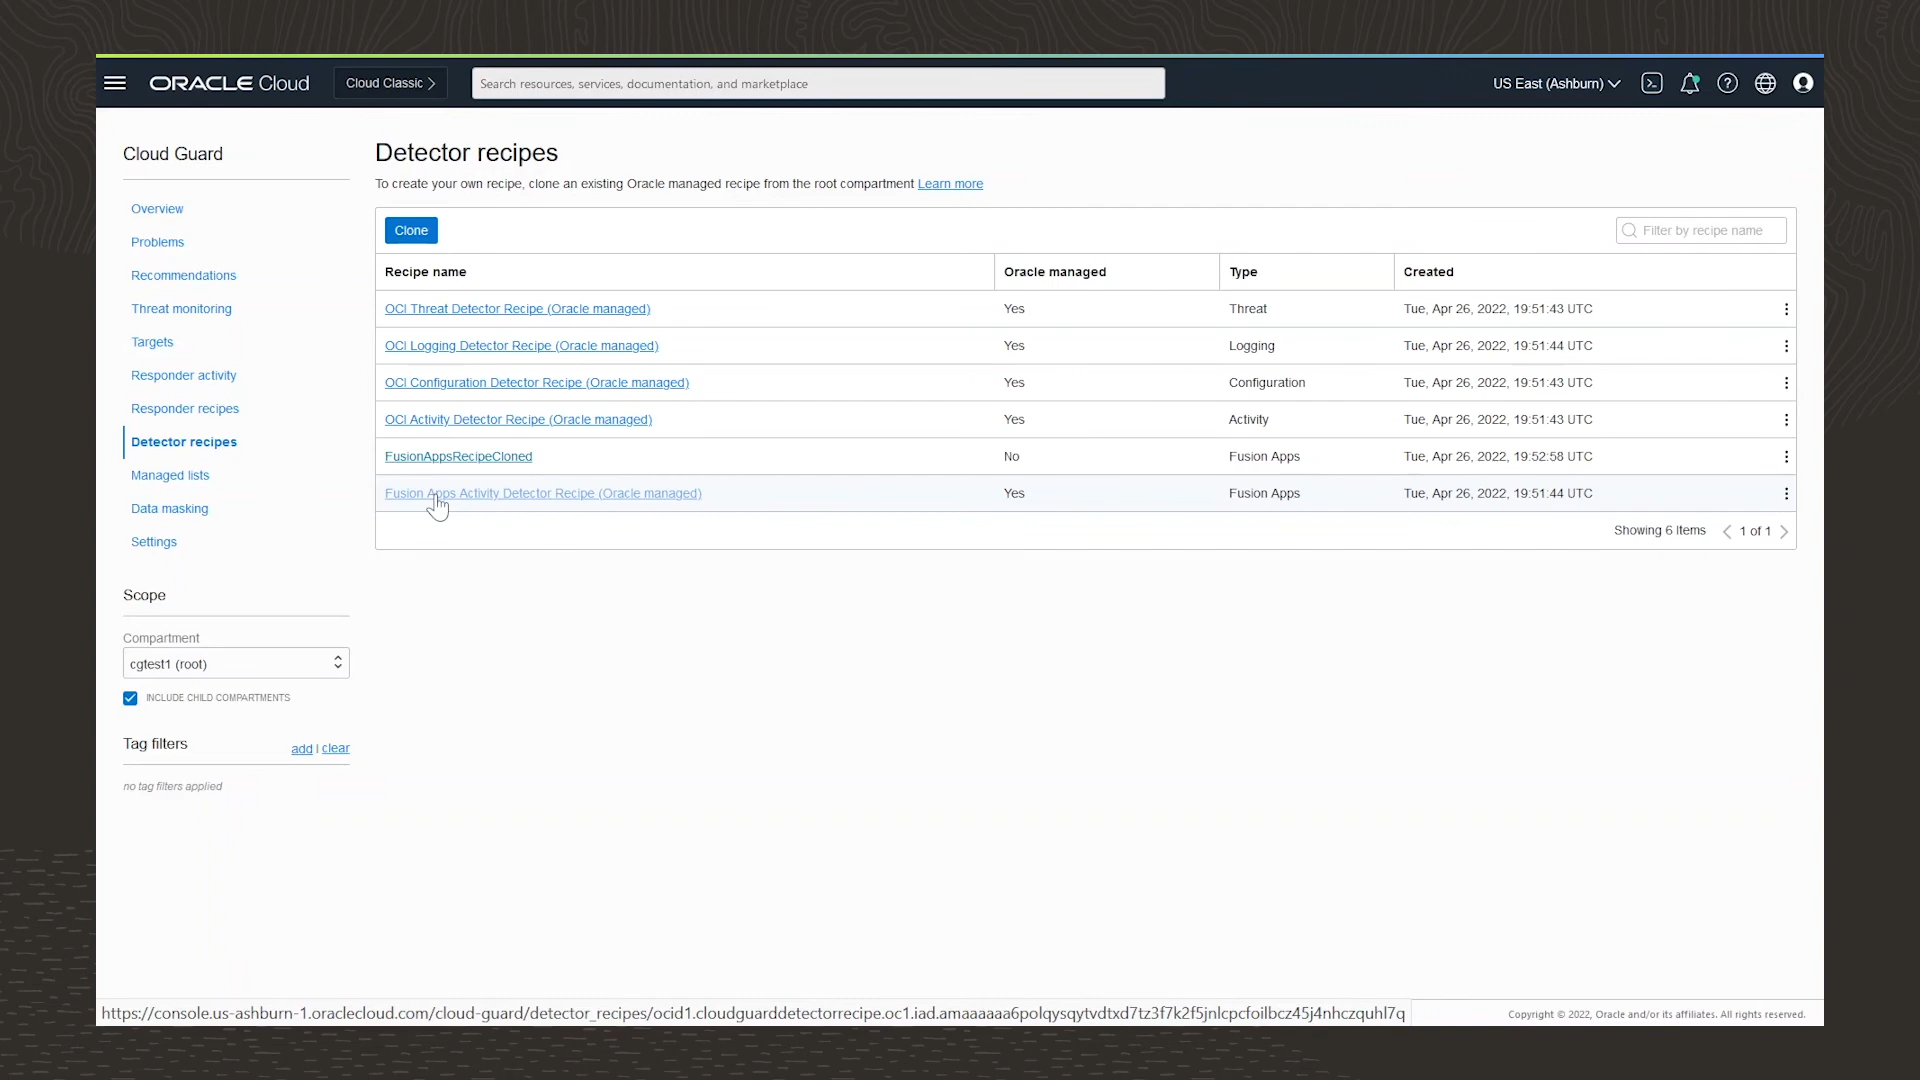 ORACLE Cloud
Cloud Classic
Search resources, services, documentation, and marketplace
US East (Ashburn)
Cloud Guard
Overview
Problems
Recommendations
Threat monitoring
Targets
Responder activity
Responder recipes
Detector recipes
Managed lists
Data masking
Settings
Scope
Compartment
cgtest1 (root)
INCLUDE CHILD COMPARTMENTS
Tag filters add | clear
no tag filters applied
Detector recipes
To create your own recipe, clone an existing Oracle managed recipe from the root compartment Learn more
Clone
Filter by recipe name
Recipe name Oracle managed Type Created
OCI Threat Detector Recipe (Oracle managed) Yes Threat Tue, Apr 26, 2022, 19:51:43 UTC
OCI Logging Detector Recipe (Oracle managed) Yes Logging Tue, Apr 26, 2022, 19:51:44 UTC
OCI Configuration Detector Recipe (Oracle managed) Yes Configuration Tue, Apr 26, 2022, 19:51:43 UTC
OCI Activity Detector Recipe (Oracle managed) Yes Activity Tue, Apr 26, 2022, 19:51:43 UTC
FusionAppsRecipeCloned No Fusion Apps Tue, Apr 26, 2022, 19:52:58 UTC
Fusion Apps Activity Detector Recipe (Oracle managed) Yes Fusion Apps Tue, Apr 26, 2022, 19:51:44 UTC
Showing 6 Items 1 of 1
https://console.us-ashburn-1.oraclecloud.com/cloud-guard/detector_recipes/ocid1.cloudguarddetectorrecipe.oc1.iad.amaaaaaa6polqysqytvdtxd7tz3f7k2f5jnlcpcfoilbcz45j4nhczquhl7q
Copyright © 2022, Oracle and/or its affiliates. All rights reserved.